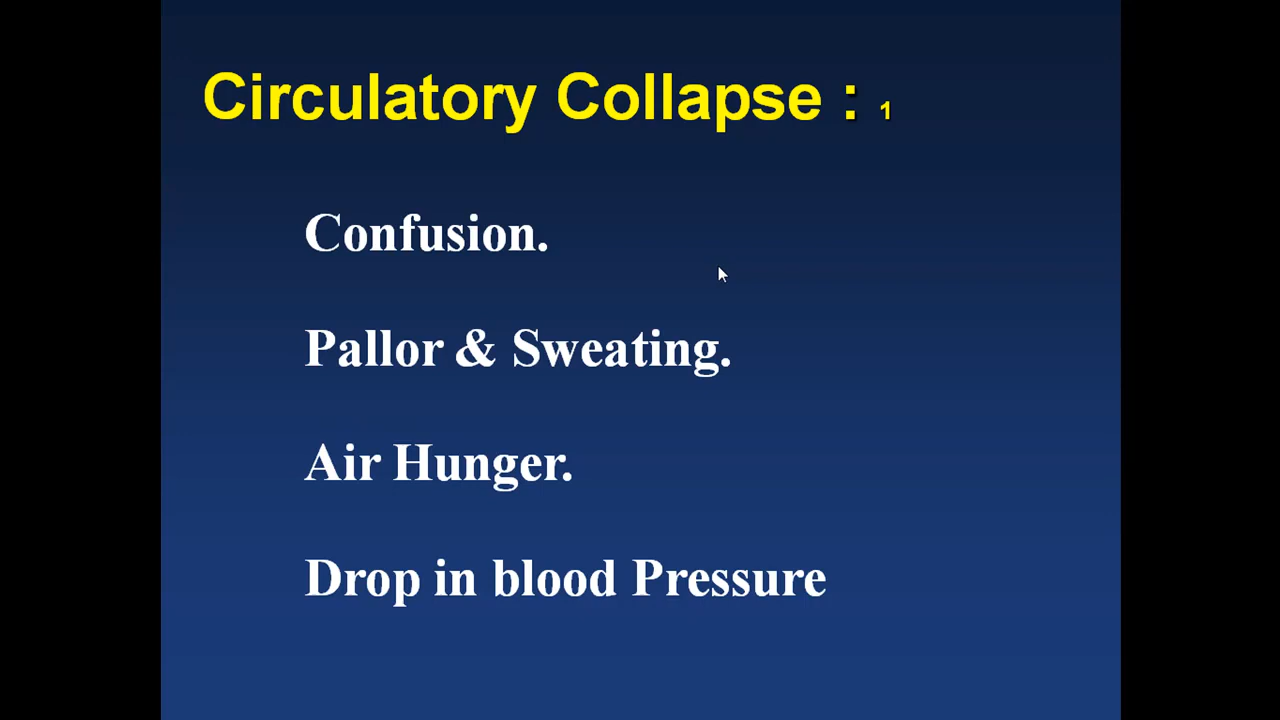 Circulatory Collapse : 1
Confusion.
Pallor & Sweating.
Air Hunger.
Drop in blood Pressure